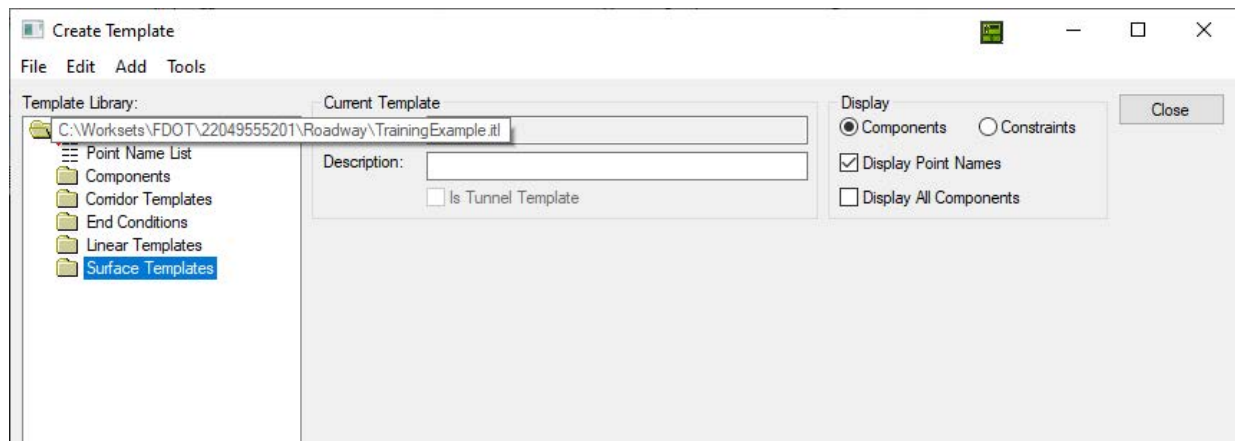 Create Template
File Edit Add Tools
Template Library:
C:\Worksets\FDOT\22049555201\Roadway\TrainingExample.itl
Point Name List
Components
Corridor Templates
End Conditions
Linear Templates
Surface Templates
Current Template
Description:
Is Tunnel Template
Display
Components Constraints
Display Point Names
Display All Components
Close